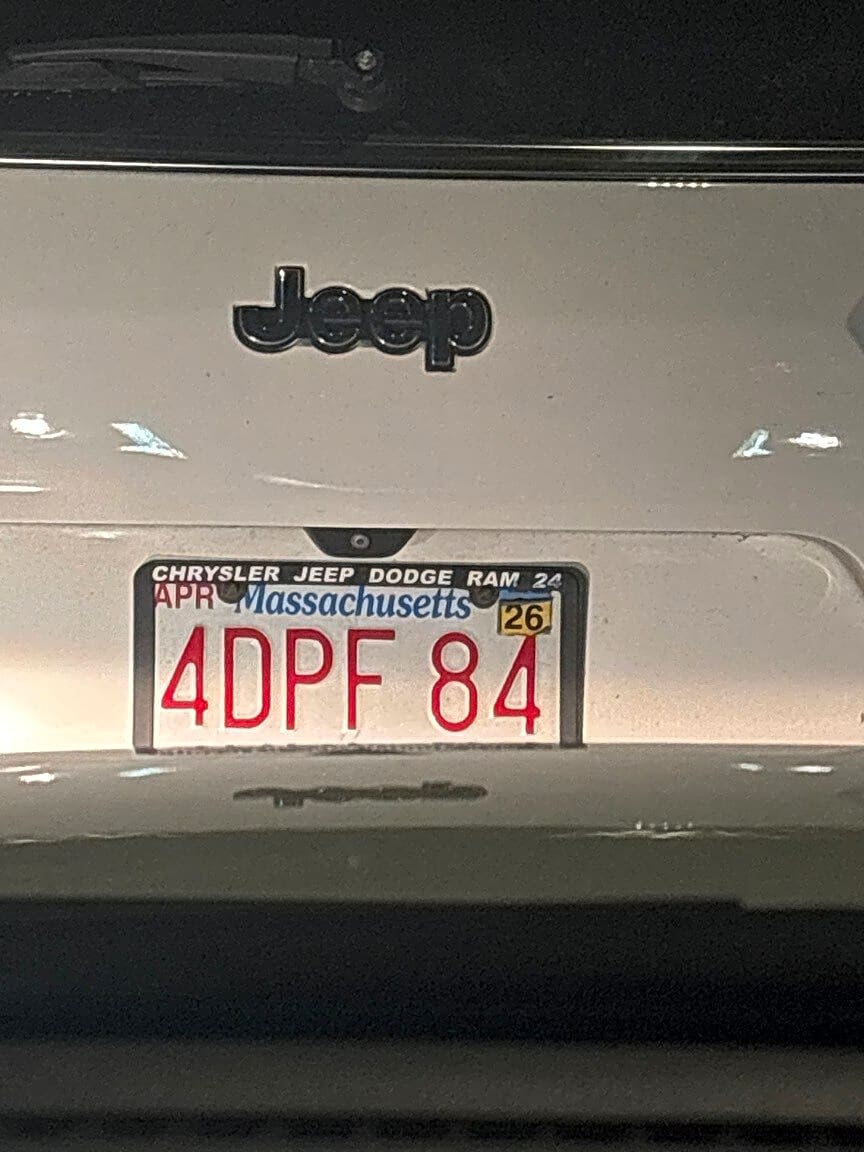 Jeep
CHRYSLER JEEP DODGE RAM 24
APR Massachusetts 26
4DPF 84